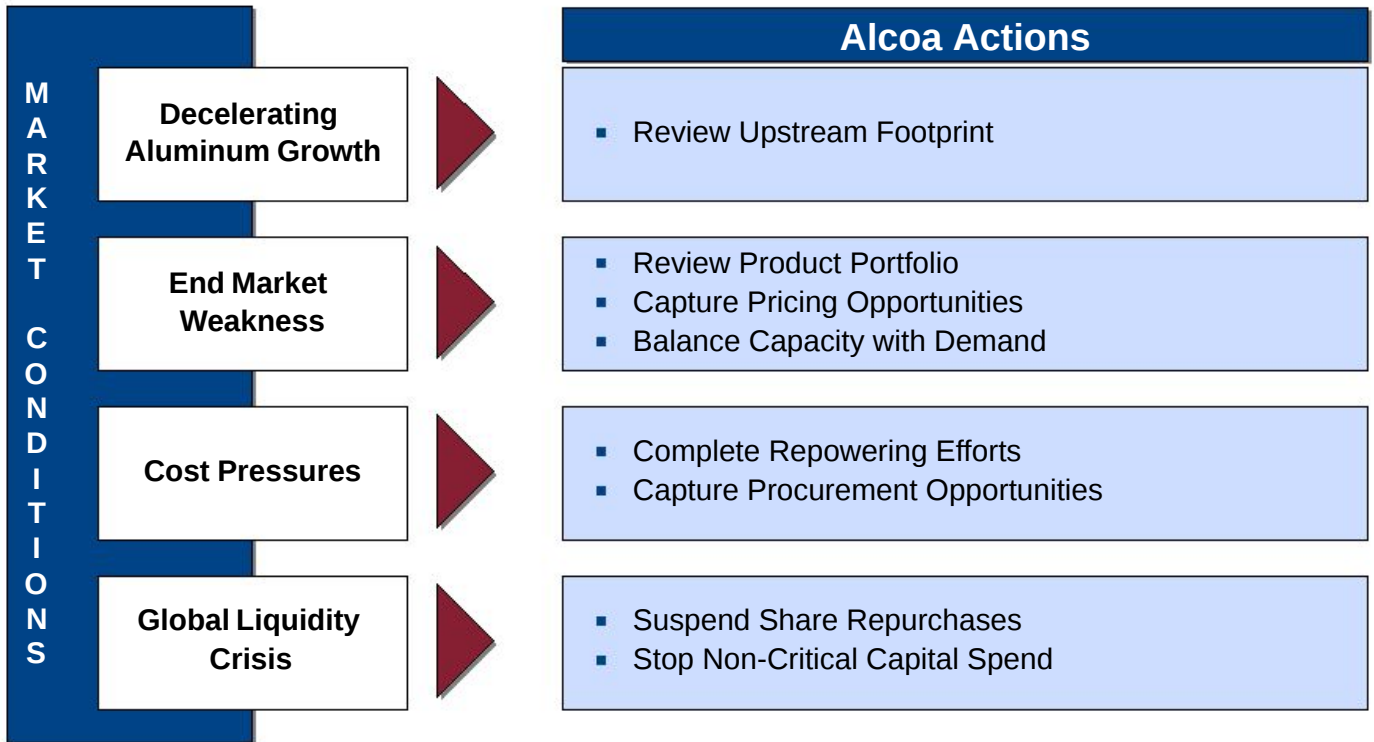 MARKET CONDITIONS
Alcoa Actions
Decelerating
Aluminum Growth
▪ Review Upstream Footprint
End Market
Weakness
▪ Review Product Portfolio
▪ Capture Pricing Opportunities
▪ Balance Capacity with Demand
Cost Pressures
▪ Complete Repowering Efforts
▪ Capture Procurement Opportunities
Global Liquidity
Crisis
▪ Suspend Share Repurchases
▪ Stop Non-Critical Capital Spend